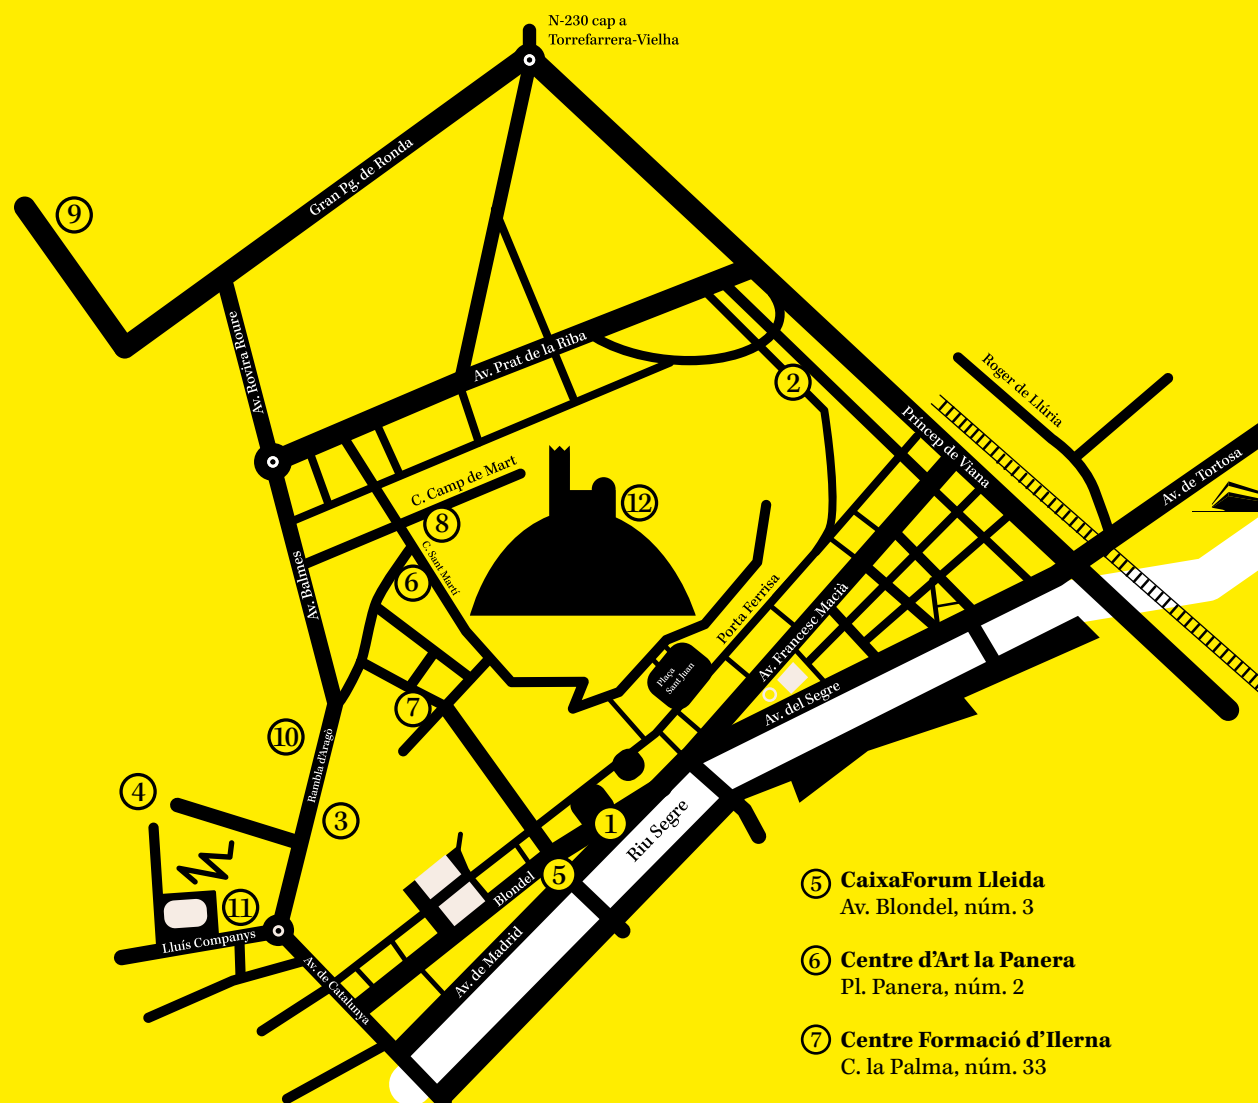 N-230 cap a
Torrefarrera-Vielha
Gran Pg. de Ronda
9
Av. Rovira Roure
Av. Prat de la Riba
2
Roger de Llúria
Príncep de Viana
Av. de Tortosa
C. Camp de Mart
12
8
C. Sant Martí
6
Av. Balmes
Porta Ferrisa
Av. Francesc Macià
Plaça
Sant Juan
Av. del Segre
7
10
Rambla d'Aragó
4
3
1
Riu Segre
5
Blondel
11
Lluís Companys
Av. de Madrid
Av. de Catalunya
5 CaixaForum Lleida
Av. Blondel, núm. 3
6 Centre d’Art la Panera
Pl. Panera, núm. 2
7 Centre Formació d’Ilerna
C. la Palma, núm. 33